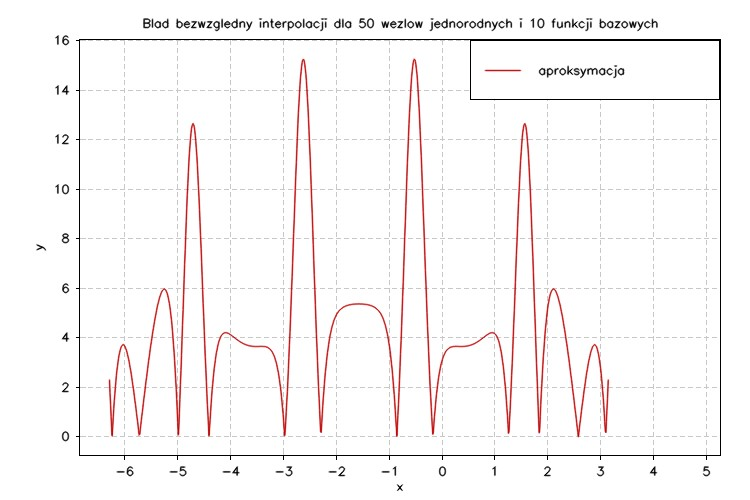 Blad bezwzgledny interpolacji dla 50 wezlow jednorodnych i 10 funkcji bazowych
aproksymacja
16
14
12
10
8
6
4
2
0
y
−6 −5 −4 −3 −2 −1 0 1 2 3 4 5
x